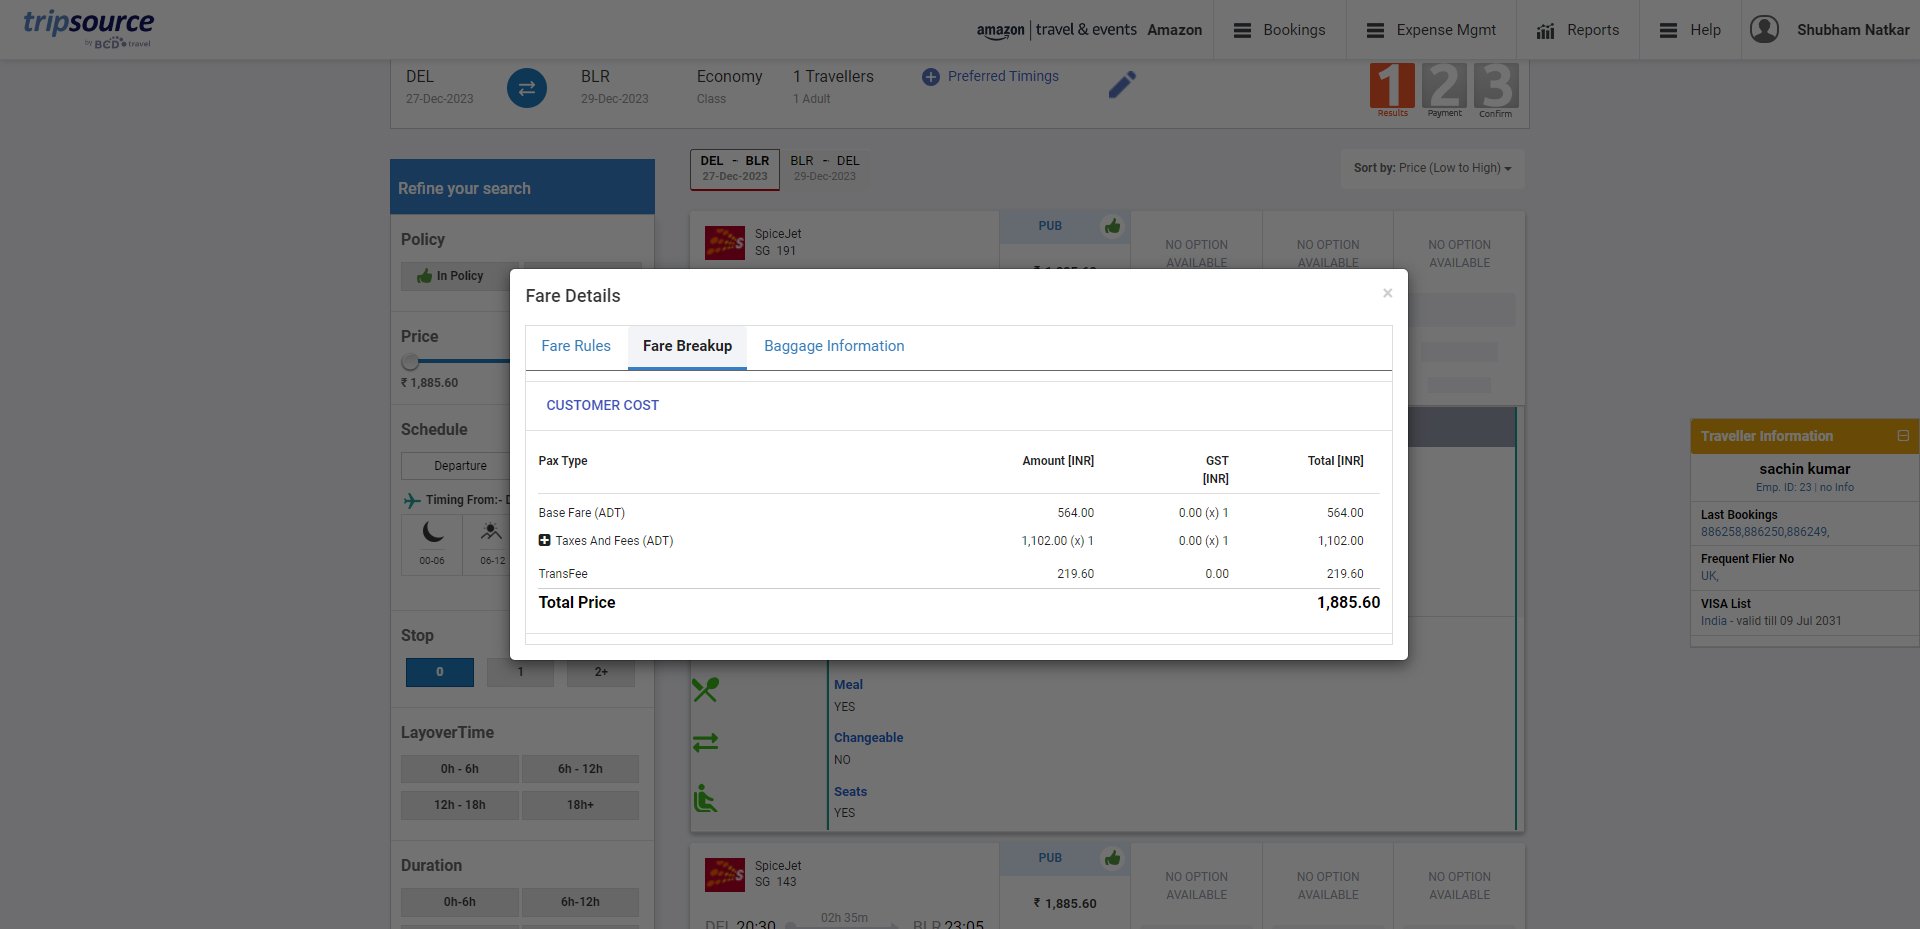 tripsource
by BCD travel
amazon travel & events Amazon
Bookings
Expense Mgmt
Reports
Help
Shubham Natkar
DEL
27-Dec-2023
BLR
29-Dec-2023
Economy
Class
1 Travellers
1 Adult
Preferred Timings
1 2 3
Results Payment Confirm
Refine your search
Policy
In Policy
Price
₹ 1,885.60
Schedule
Departure
Timing From:- D
00-06 06-12
Stop
0 1 2+
LayoverTime
0h - 6h 6h - 12h
12h - 18h 18h+
Duration
0h-6h 6h-12h
DEL - BLR
27-Dec-2023
BLR - DEL
29-Dec-2023
Sort by: Price (Low to High)
SpiceJet
SG 191
PUB
NO OPTION
AVAILABLE
NO OPTION
AVAILABLE
NO OPTION
AVAILABLE
Fare Details
×
Fare Rules Fare Breakup Baggage Information
CUSTOMER COST
Pax Type Amount [INR] GST [INR] Total [INR]
Base Fare (ADT) 564.00 0.00 (x) 1 564.00
Taxes And Fees (ADT) 1,102.00 (x) 1 0.00 (x) 1 1,102.00
TransFee 219.60 0.00 219.60
Total Price 1,885.60
Meal
YES
Changeable
NO
Seats
YES
SpiceJet
SG 143
PUB
₹ 1,885.60
NO OPTION
AVAILABLE
NO OPTION
AVAILABLE
NO OPTION
AVAILABLE
DEL 20:30 02h 35m BLR 23:05
Traveller Information
sachin kumar
Emp. ID: 23 | no Info
Last Bookings
886258,886250,886249,
Frequent Flier No
UK,
VISA List
India - valid till 09 Jul 2031